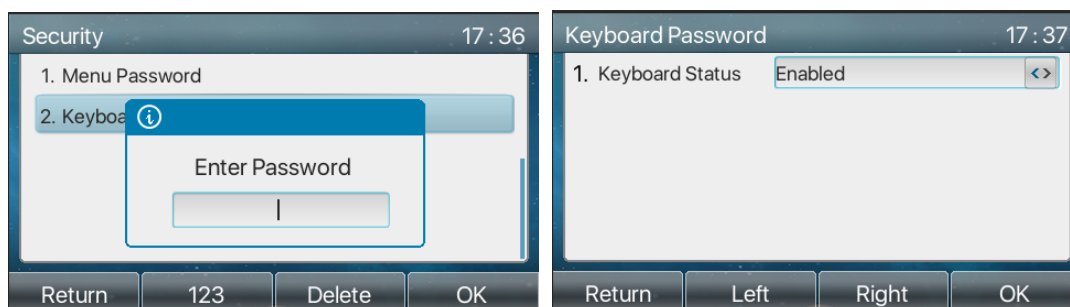 Security 17 : 36
1. Menu Password
2. Keyboa
Enter Password
Return 123 Delete OK
Keyboard Password 17 : 37
1. Keyboard Status Enabled <>
Return Left Right OK